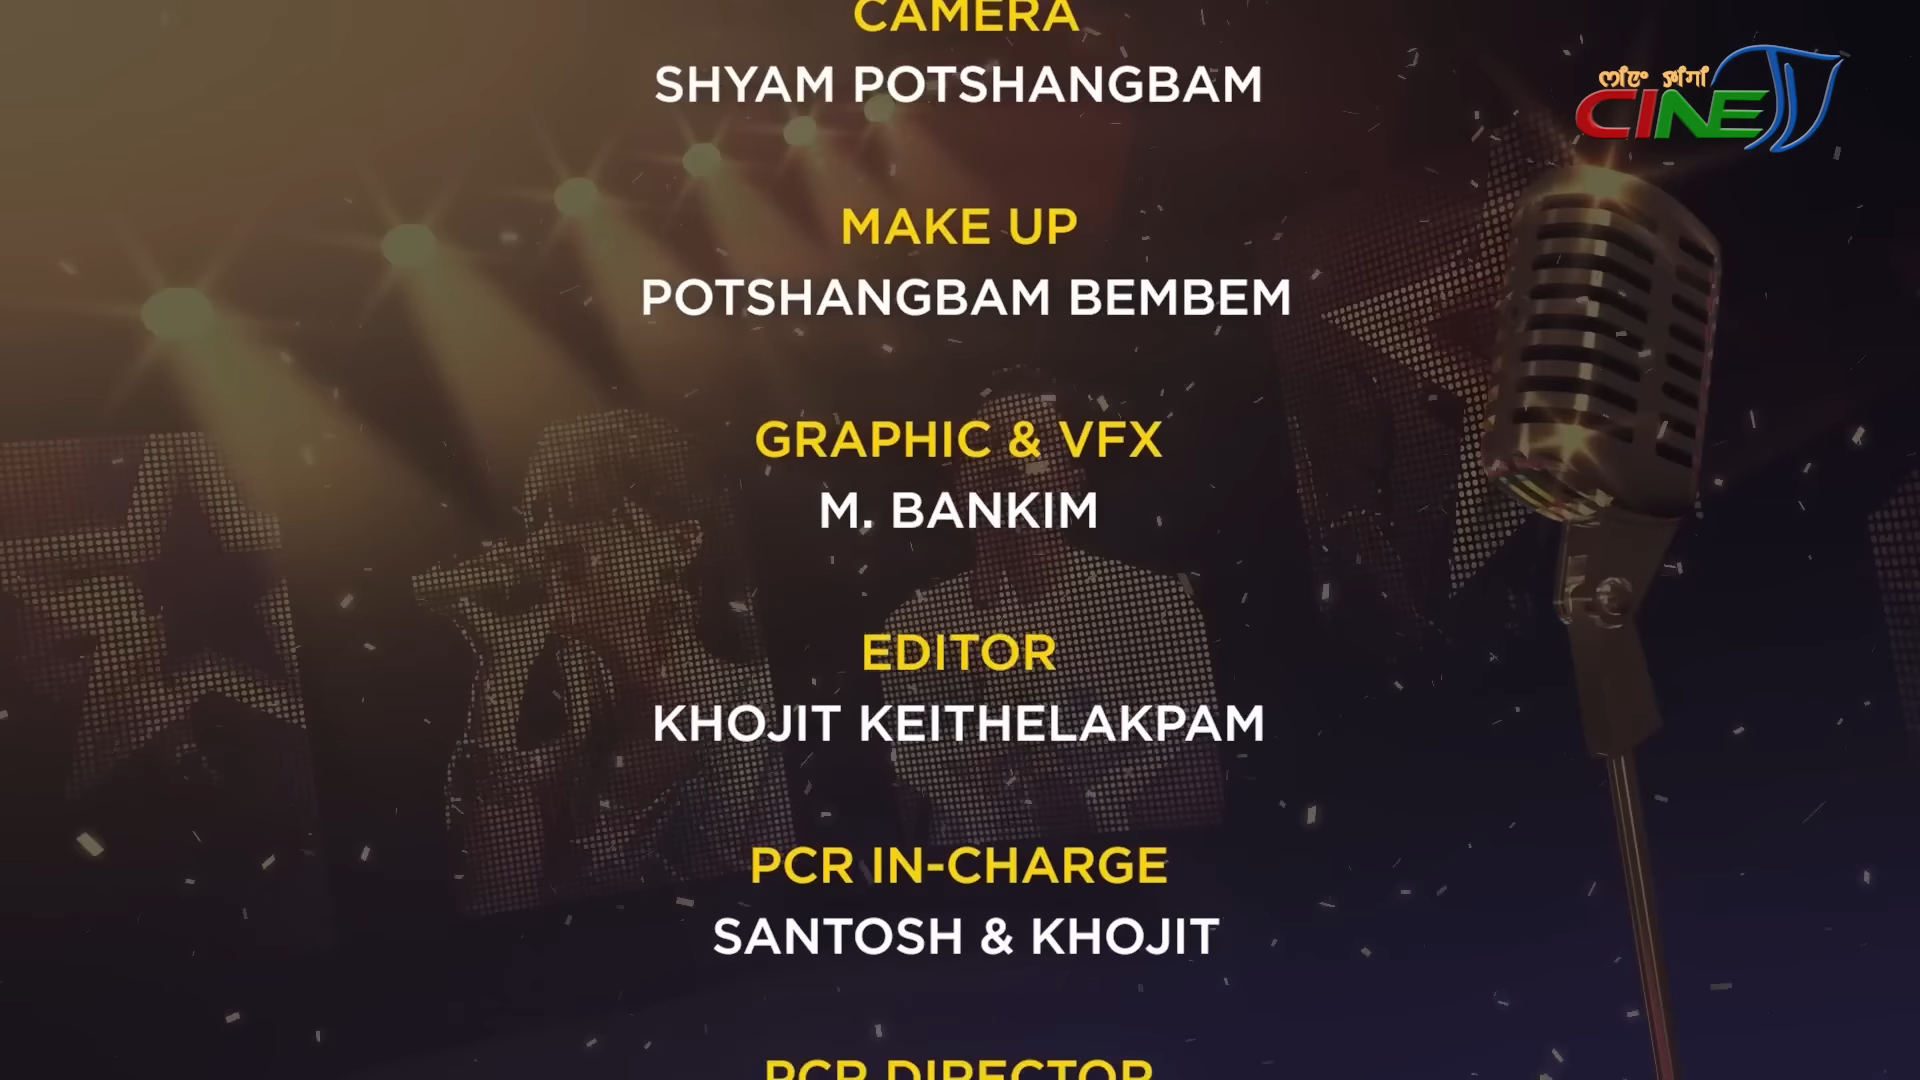 CAMERA
SHYAM POTSHANGBAM
CINE
MAKE UP
POTSHANGBAM BEMBEM
GRAPHIC & VFX
M. BANKIM
EDITOR
KHOJIT KEITHELAKPAM
PCR IN-CHARGE
SANTOSH & KHOJIT
PCR DIRECTOR